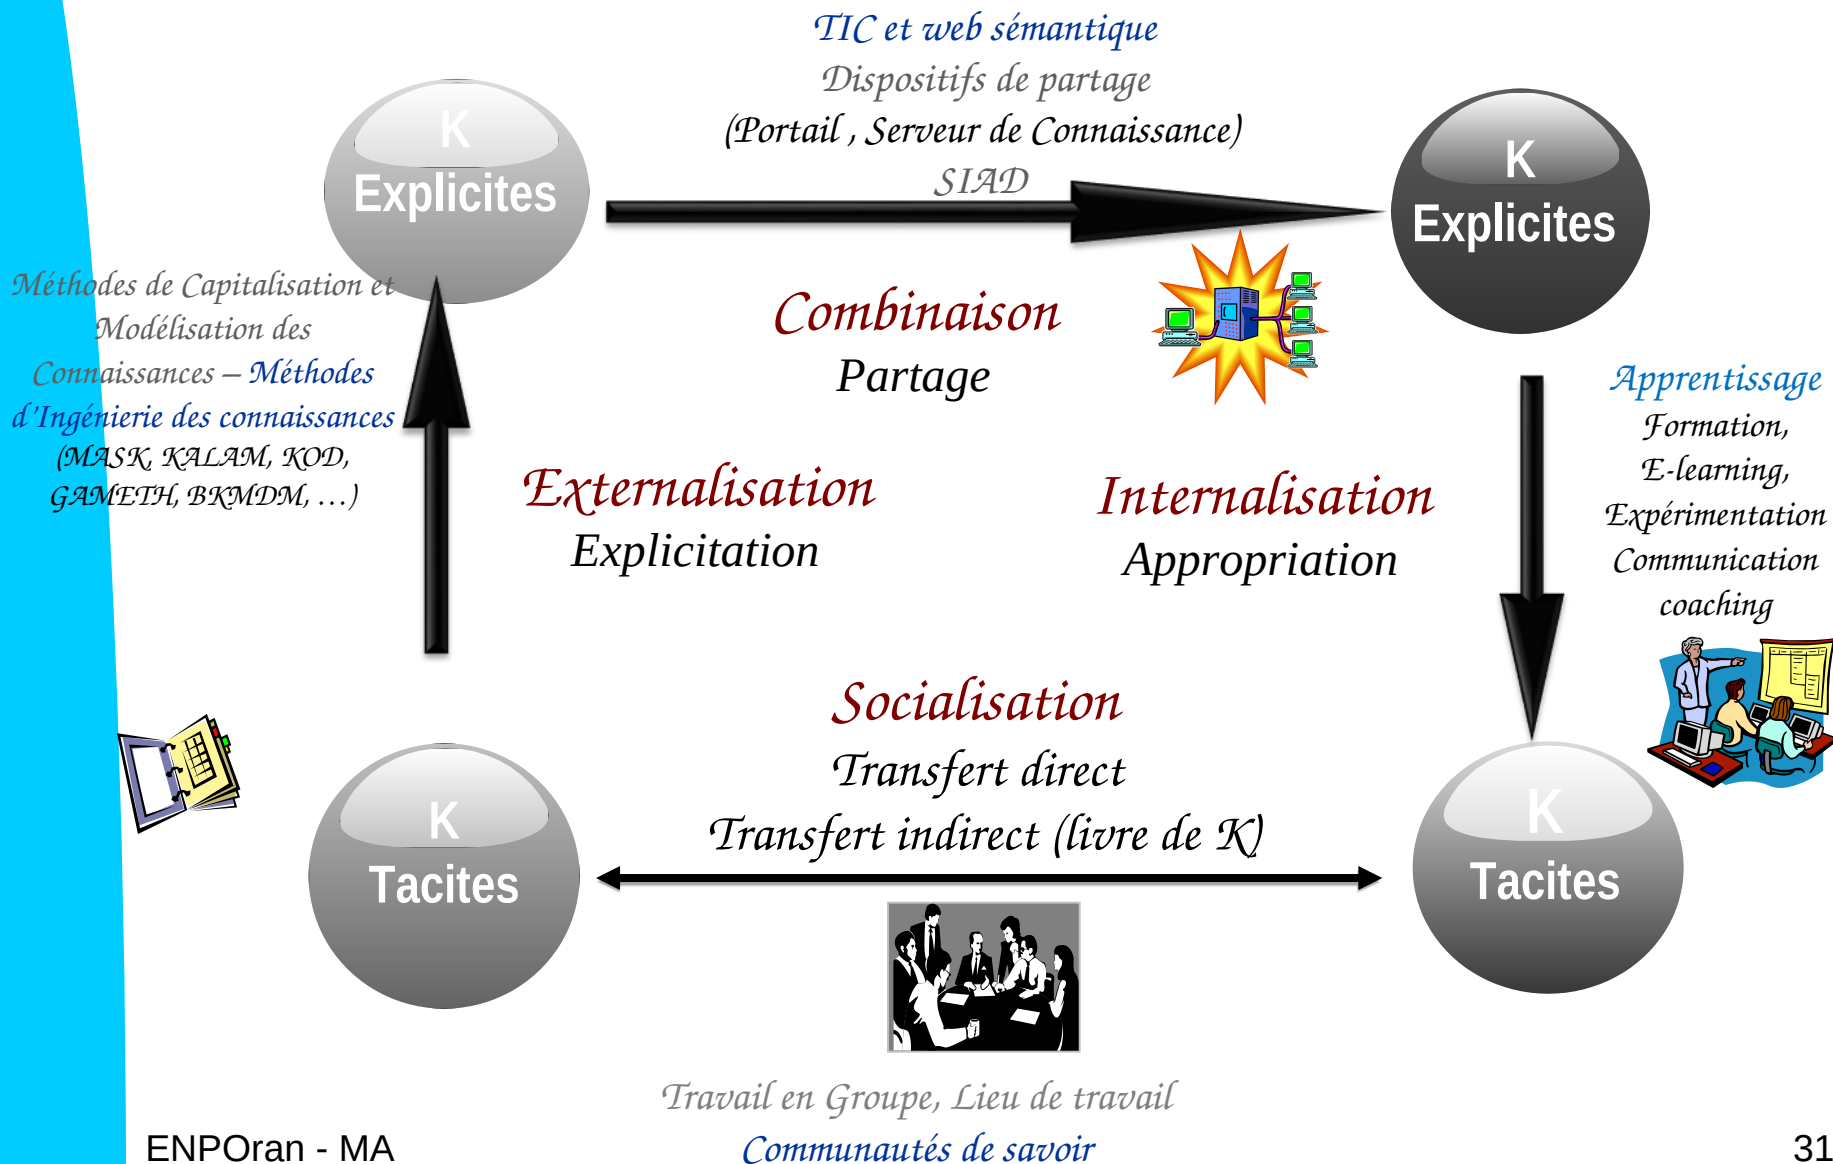 TIC et web sémantique
Dispositifs de partage
(Portail , Serveur de Connaissance)
SIAD
K
Explicites
K
Explicites
Méthodes de Capitalisation et
Modélisation des
Connaissances – Méthodes
d'Ingénierie des connaissances
(MASK, KALAM, KOD,
GAMETH, BKMDM, …)
Combinaison
Partage
Externalisation
Explicitation
Internalisation
Appropriation
Apprentissage
Formation,
E-learning,
Expérimentation
Communication
coaching
Socialisation
Transfert direct
Transfert indirect (livre de K)
K
Tacites
K
Tacites
Travail en Groupe, Lieu de travail
Communautés de savoir
ENPOran - MA
31